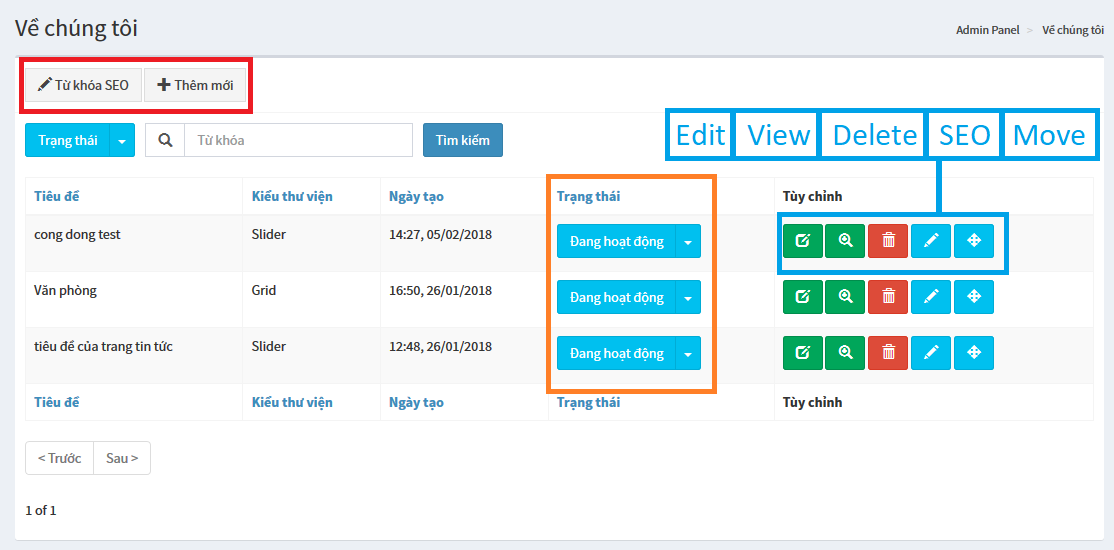 Về chúng tôi
Admin Panel > Về chúng tôi
Từ khóa SEO Thêm mới
Trạng thái Từ khóa Tìm kiếm
Edit View Delete SEO Move
Tiêu đề Kiểu thư viện Ngày tạo Trạng thái Tùy chỉnh
cong dong test Slider 14:27, 05/02/2018 Đang hoạt động
Văn phòng Grid 16:50, 26/01/2018 Đang hoạt động
tiêu đề của trang tin tức Slider 12:48, 26/01/2018 Đang hoạt động
Tiêu đề Kiểu thư viện Ngày tạo Trạng thái Tùy chỉnh
< Trước Sau >
1 of 1